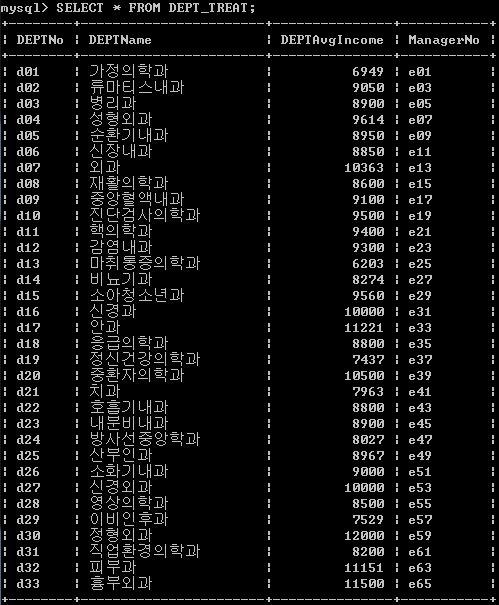 mysql> SELECT * FROM DEPT_TREAT;
DEPTNo | DEPTName | DEPTAvgIncome | ManagerNo
d01 | 가정의학과 | 6949 | e01
d02 | 류마티스내과 | 9050 | e03
d03 | 병리과 | 8900 | e05
d04 | 성형외과 | 9614 | e07
d05 | 순환기내과 | 8950 | e09
d06 | 신장내과 | 8850 | e11
d07 | 외과 | 10363 | e13
d08 | 재활의학과 | 8600 | e15
d09 | 중앙혈액내과 | 9100 | e17
d10 | 진단검사의학과 | 9500 | e19
d11 | 핵의학과 | 9400 | e21
d12 | 감염내과 | 9300 | e23
d13 | 마취통증의학과 | 6203 | e25
d14 | 비뇨기과 | 8274 | e27
d15 | 소아청소년과 | 9560 | e29
d16 | 신경과 | 10000 | e31
d17 | 안과 | 11221 | e33
d18 | 응급의학과 | 8800 | e35
d19 | 정신건강의학과 | 7437 | e37
d20 | 중환자의학과 | 10500 | e39
d21 | 치과 | 7963 | e41
d22 | 호흡기내과 | 8800 | e43
d23 | 내분비내과 | 8900 | e45
d24 | 방사선중앙학과 | 8027 | e47
d25 | 산부인과 | 8967 | e49
d26 | 소화기내과 | 9000 | e51
d27 | 신경외과 | 10000 | e53
d28 | 영상의학과 | 8500 | e55
d29 | 이비인후과 | 7529 | e57
d30 | 정형외과 | 12000 | e59
d31 | 직업환경의학과 | 8200 | e61
d32 | 피부과 | 11151 | e63
d33 | 흉부외과 | 11500 | e65